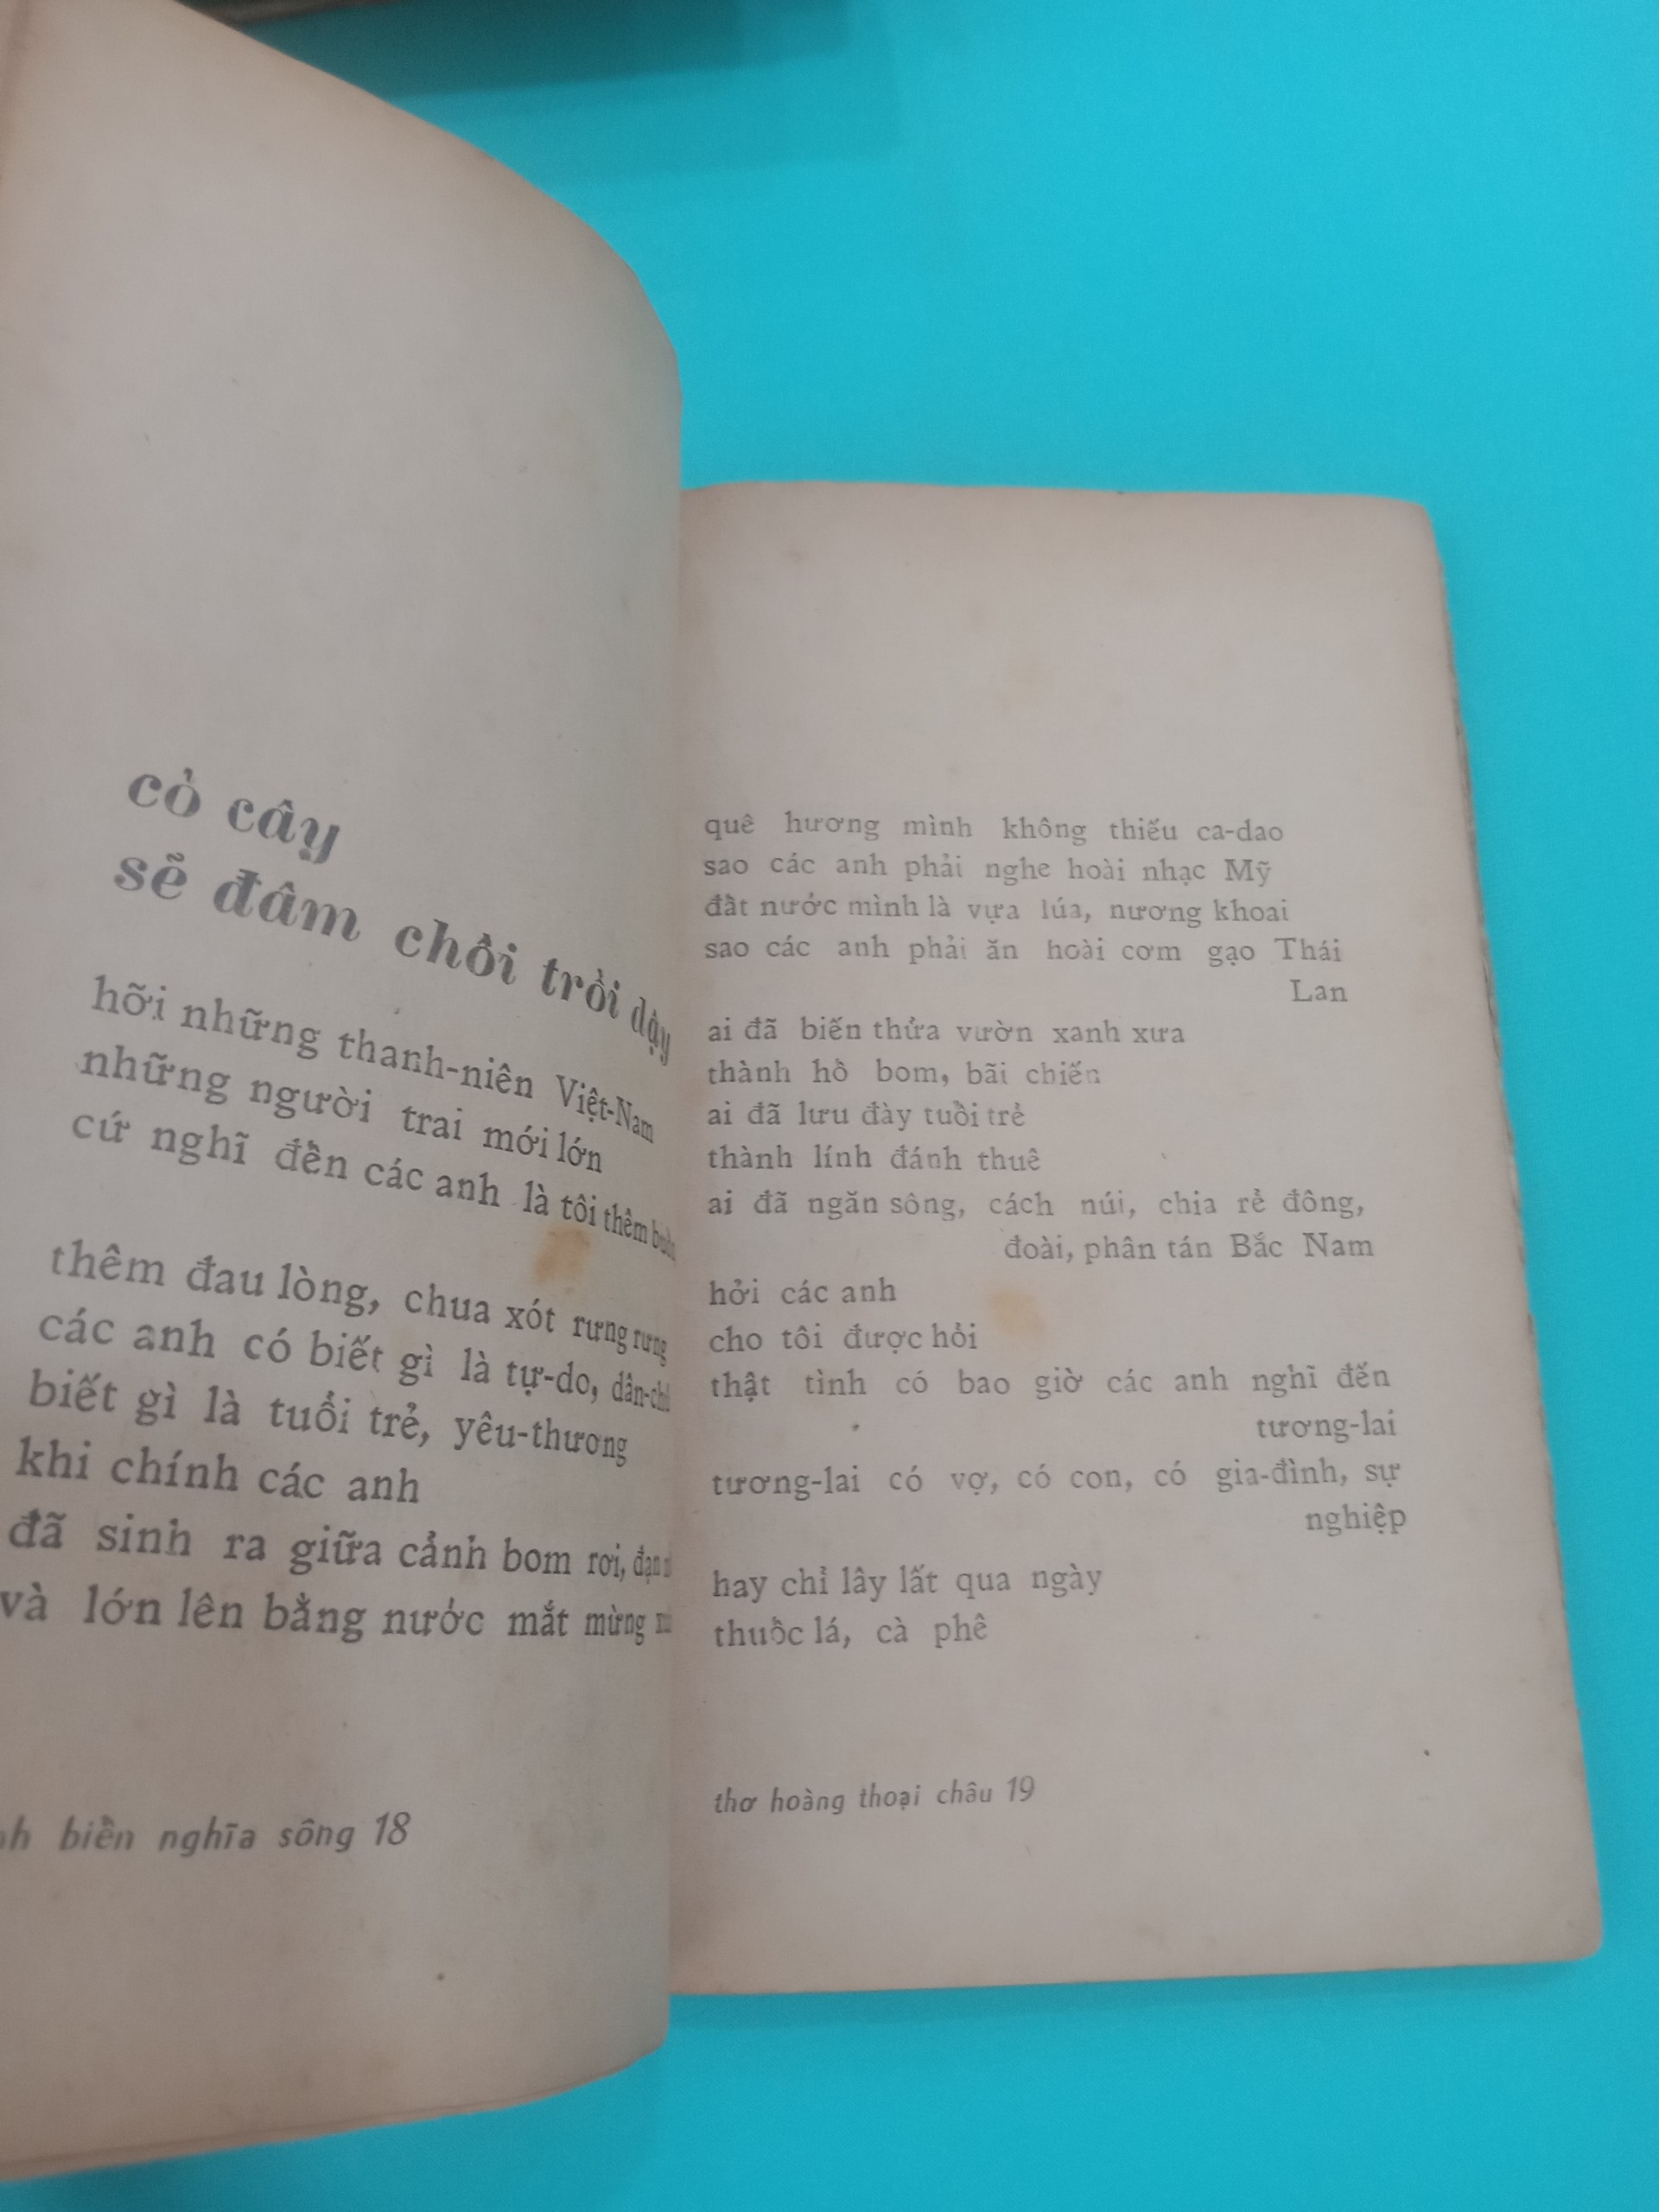 cỏ cây
sẽ đâm chồi trồi dậy
hỡi những thanh-niên Việt-Nam
những người trai mới lớn
cứ nghĩ đến các anh là tôi thêm buồn
thêm đau lòng, chua xót rưng rưng
các anh có biết gì là tự-do, dân-chủ
biết gì là tuổi trẻ, yêu-thương
khi chính các anh
đã sinh ra giữa cảnh bom rơi, đạn
và lớn lên bằng nước mắt mừng
biển nghĩa sông 18
quê hương mình không thiếu ca-dao
sao các anh phải nghe hoài nhạc Mỹ
đất nước mình là vựa lúa, nương khoai
sao các anh phải ăn hoài cơm gạo Thái
Lan
ai đã biến thửa vườn xanh xưa
thành hố bom, bãi chiến
ai đã lưu đày tuổi trẻ
thành lính đánh thuê
ai đã ngăn sông, cách núi, chia rẻ đông,
đoài, phân tán Bắc Nam
hởi các anh
cho tôi được hỏi
thật tình có bao giờ các anh nghĩ đến
tương-lai
tương-lai có vợ, có con, có gia-đình, sự
nghiệp
hay chỉ lây lất qua ngày
thuốc lá, cà phê
thơ hoàng thoại châu 19